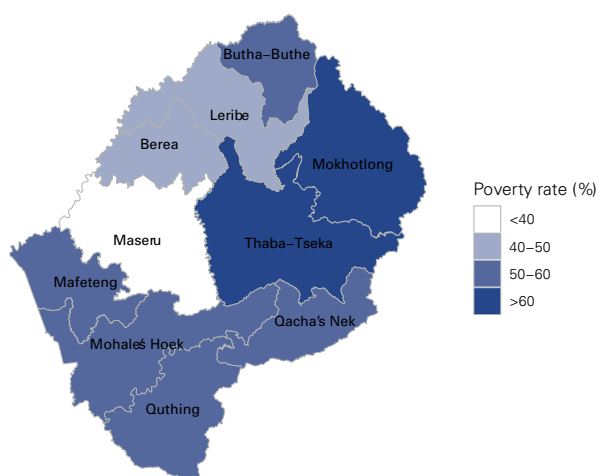 Butha–Buthe
Leribe
Berea
Mokhotlong
Maseru
Thaba–Tseka
Mafeteng
Qacha's Nek
Mohale's Hoek
Quthing
Poverty rate (%)
<40
40–50
50–60
>60